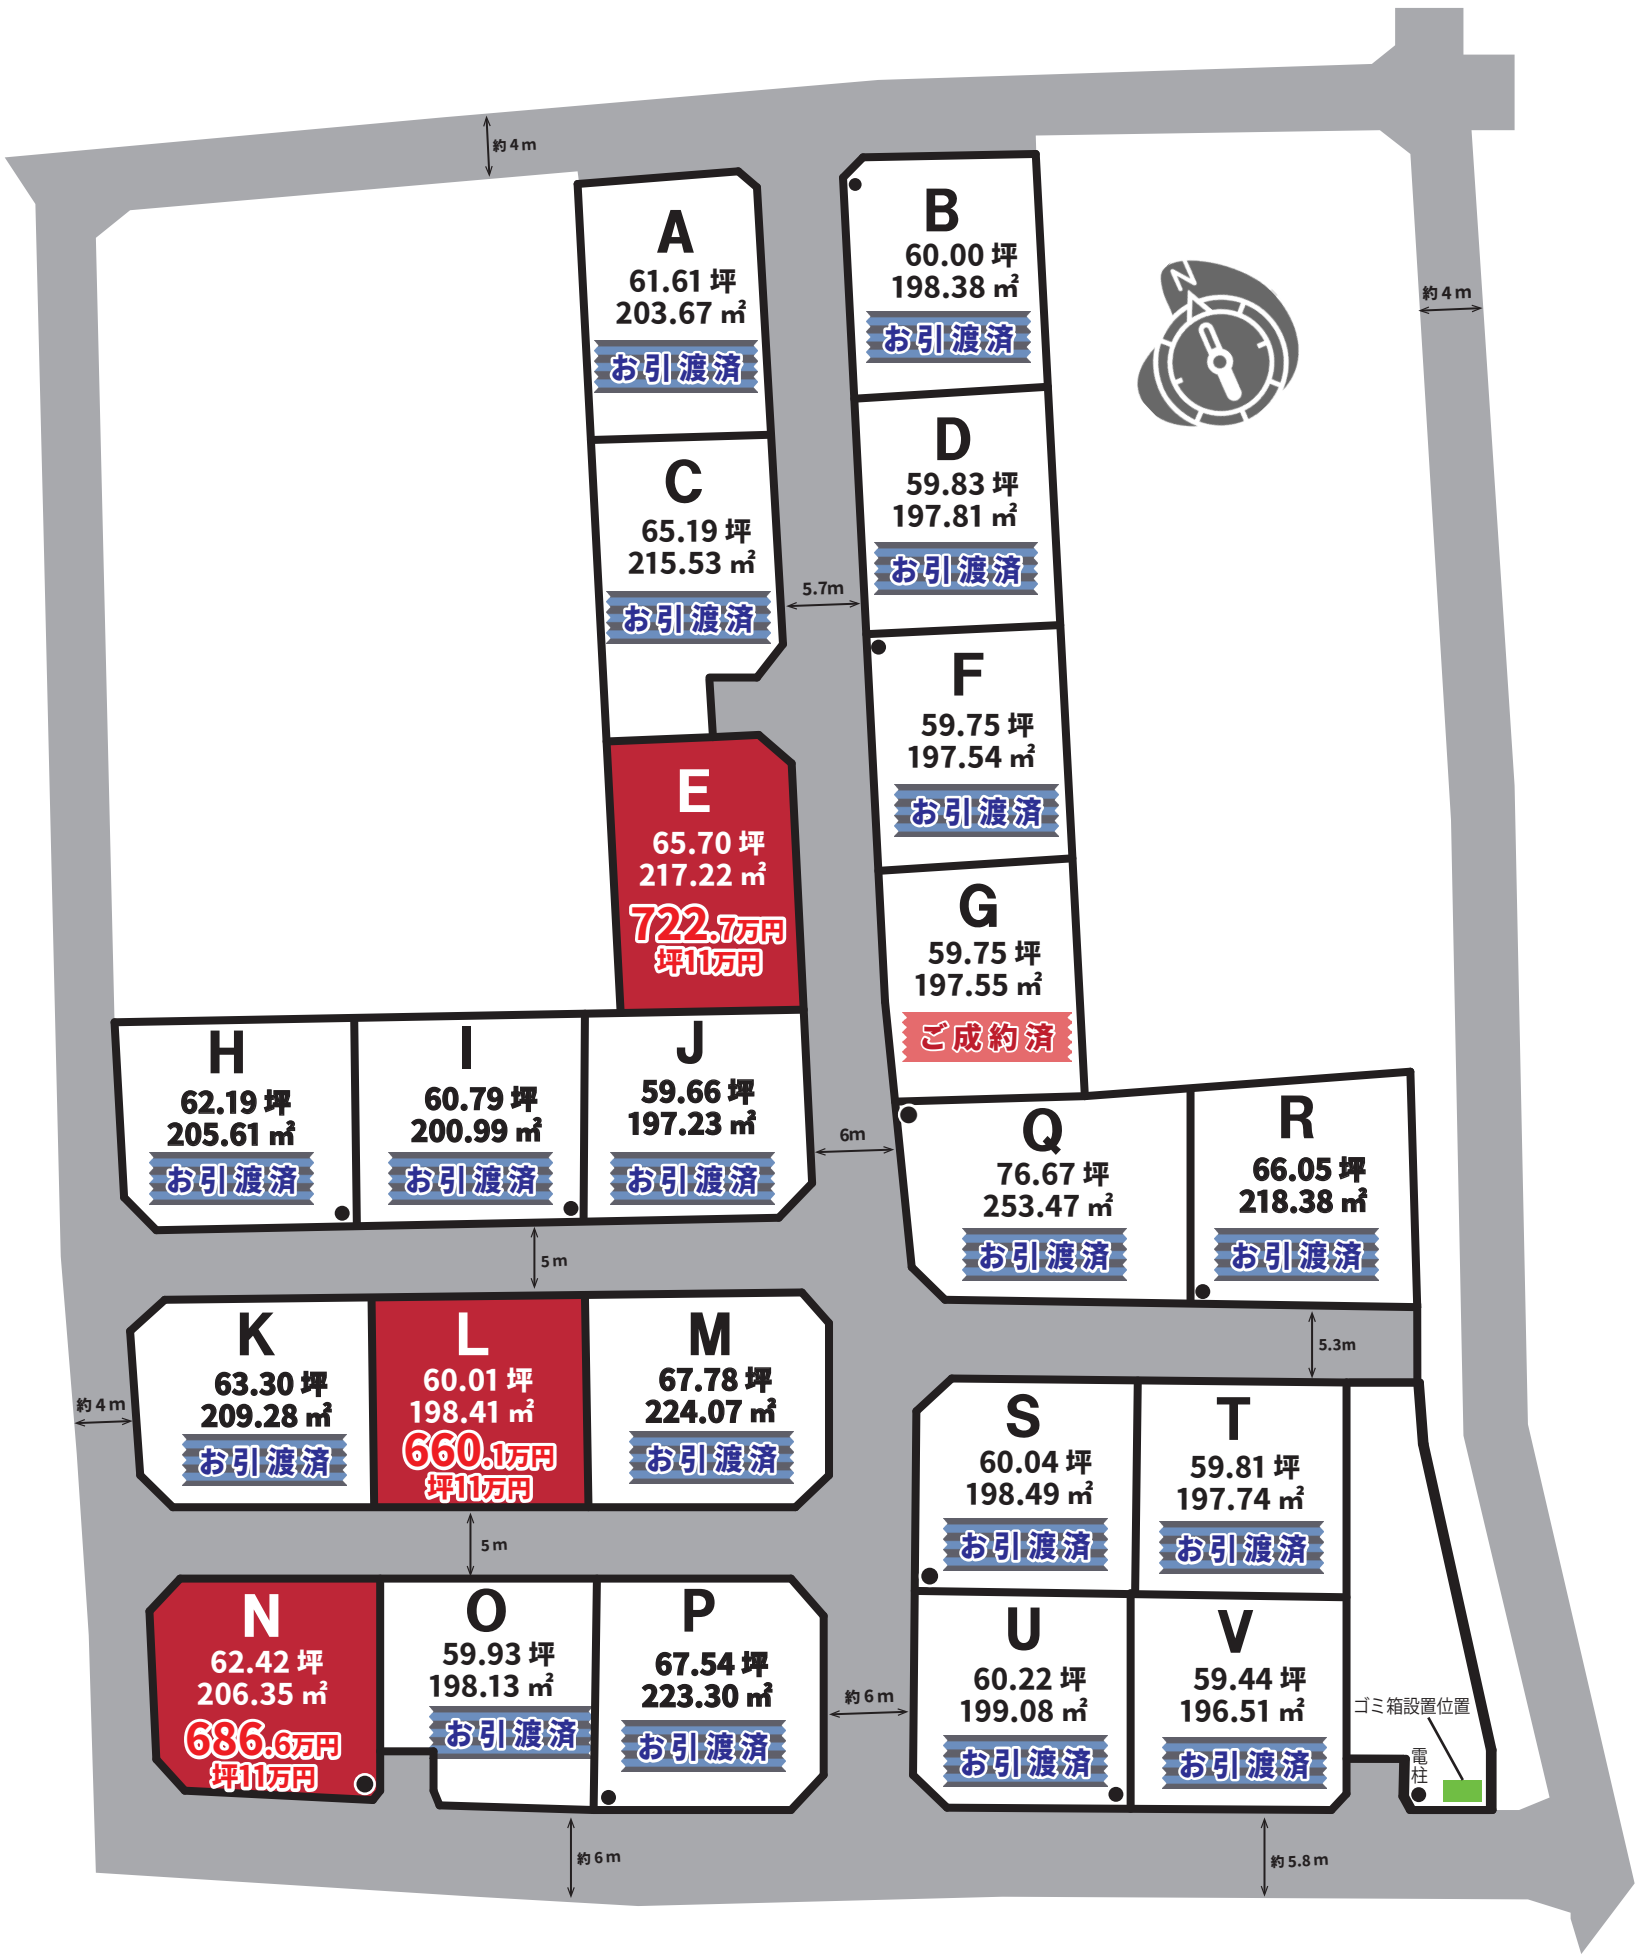 約4m
A
61.61 坪
203.67 ㎡
お引渡済
B
60.00 坪
198.38 ㎡
お引渡済
N
約4m
C
65.19 坪
215.53 ㎡
お引渡済
D
59.83 坪
197.81 ㎡
お引渡済
5.7m
E
65.70 坪
217.22 ㎡
722.7万円
坪11万円
F
59.75 坪
197.54 ㎡
お引渡済
G
59.75 坪
197.55 ㎡
ご成約済
H
62.19 坪
205.61 ㎡
お引渡済
I
60.79 坪
200.99 ㎡
お引渡済
J
59.66 坪
197.23 ㎡
お引渡済
6m
Q
76.67 坪
253.47 ㎡
お引渡済
R
66.05 坪
218.38 ㎡
お引渡済
5m
5.3m
約4m
K
63.30 坪
209.28 ㎡
お引渡済
L
60.01 坪
198.41 ㎡
660.1万円
坪11万円
M
67.78 坪
224.07 ㎡
お引渡済
S
60.04 坪
198.49 ㎡
お引渡済
T
59.81 坪
197.74 ㎡
お引渡済
5m
N
62.42 坪
206.35 ㎡
686.6万円
坪11万円
O
59.93 坪
198.13 ㎡
お引渡済
P
67.54 坪
223.30 ㎡
お引渡済
約6m
U
60.22 坪
199.08 ㎡
お引渡済
V
59.44 坪
196.51 ㎡
お引渡済
ゴミ箱設置位置
電柱
約6m
約5.8m